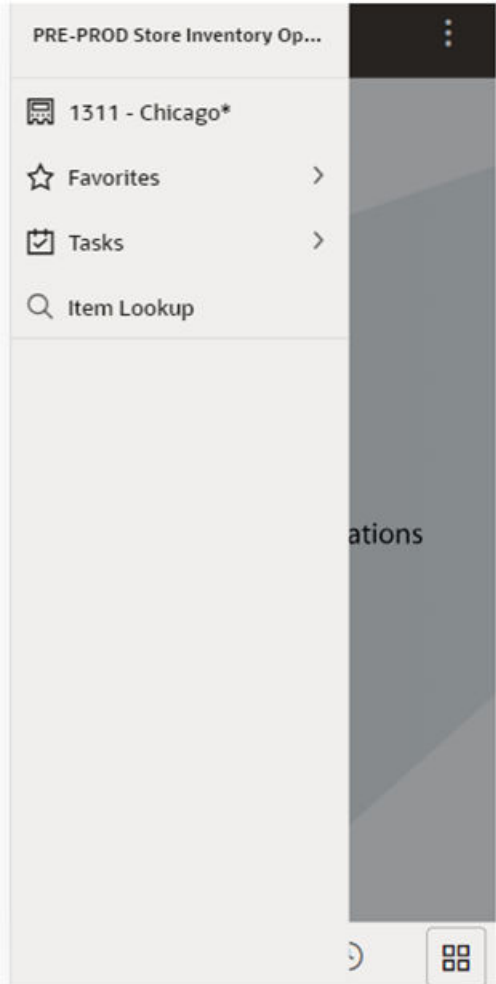 PRE-PROD Store Inventory Op...
1311 - Chicago*
Favorites
Tasks
Item Lookup
ations